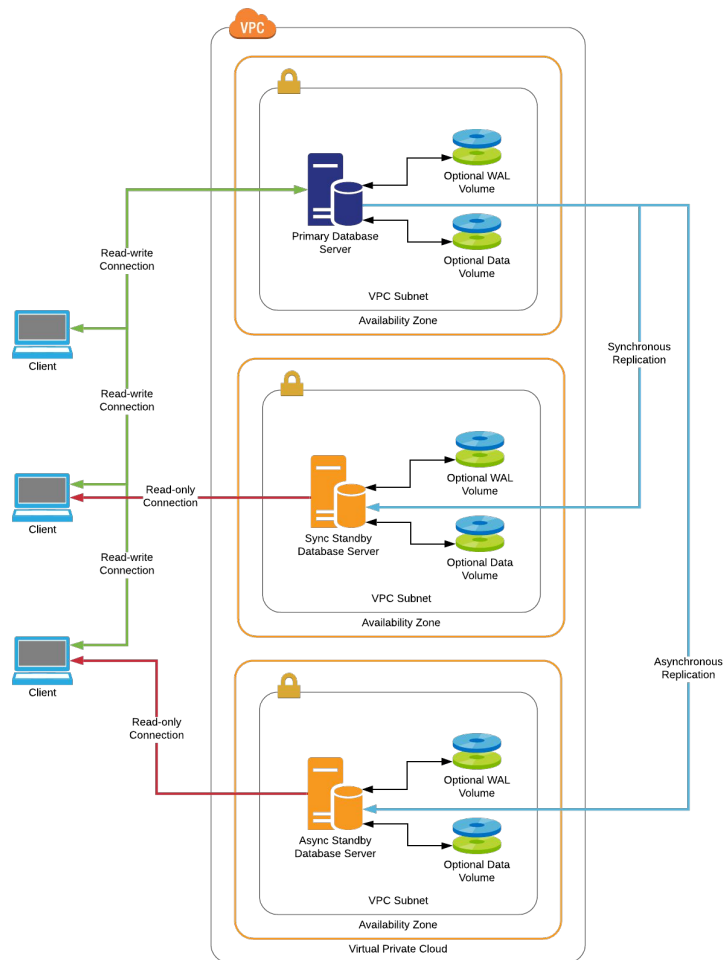 VPC
Optional WAL
Volume
Primary Database
Server
Optional Data
Volume
VPC Subnet
Availability Zone
Read-write
Connection
Client
Synchronous
Replication
Read-write
Connection
Optional WAL
Volume
Read-only
Connection
Client
Sync Standby
Database Server
Optional Data
Volume
Read-write
Connection
VPC Subnet
Availability Zone
Client
Asynchronous
Replication
Read-only
Connection
Optional WAL
Volume
Async Standby
Database Server
Optional Data
Volume
VPC Subnet
Availability Zone
Virtual Private Cloud